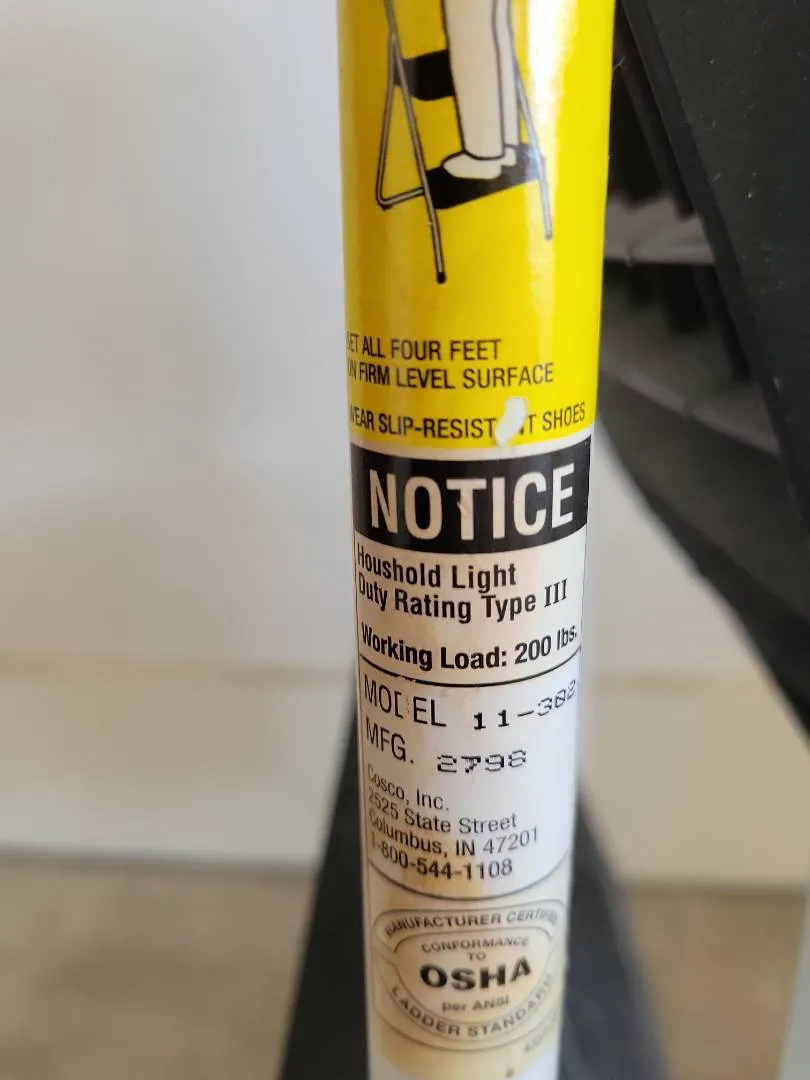 SET ALL FOUR FEET
ON FIRM LEVEL SURFACE
WEAR SLIP-RESIST T SHOES
NOTICE
Houshold Light
Duty Rating Type III
Working Load: 200 lbs.
MODEL 11-302
MFG. 2798
Cosco, Inc.
2525 State Street
Columbus, IN 47201
1-800-544-1108
MANUFACTURER CERTIFIED
CONFORMANCE
TO
OSHA
per ANSI
LADDER STANDARD